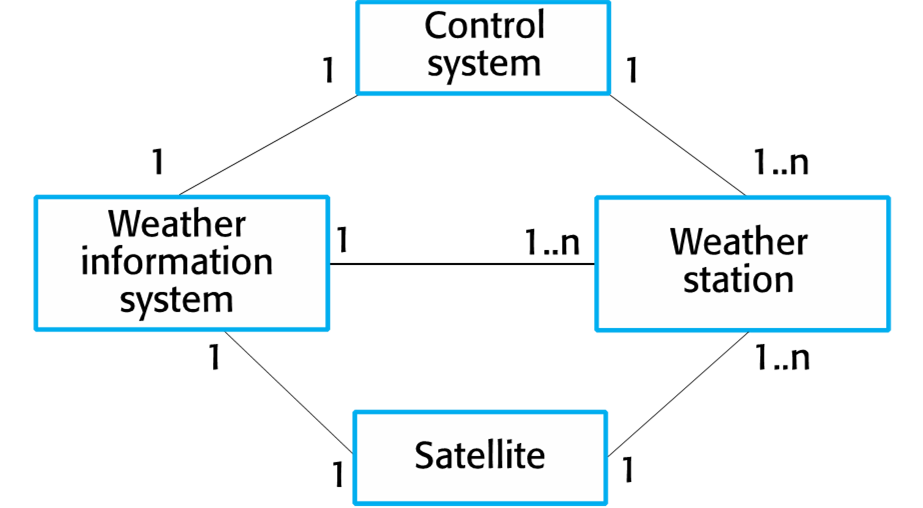 Control
system
1
1
1
1..n
Weather
information
system
1
1..n
Weather
station
1
1..n
Satellite
1
1